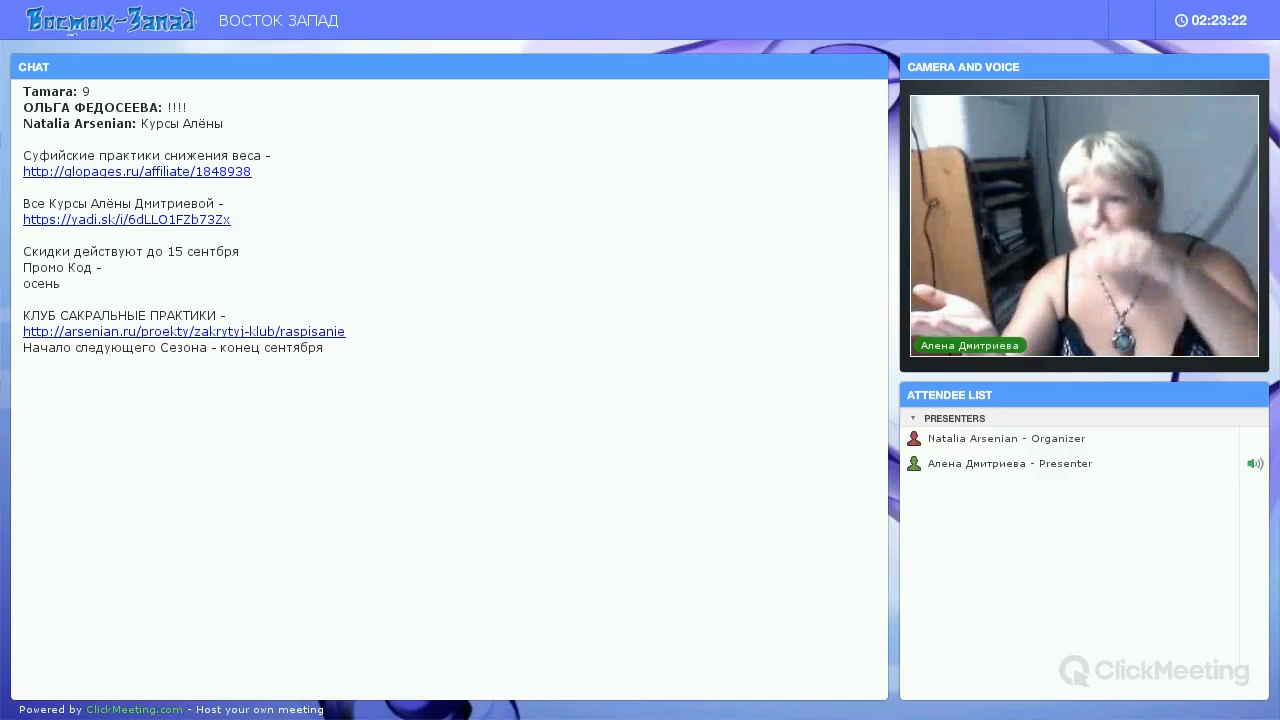 Восток-Запад
ВОСТОК ЗАПАД
02:23:22
CHAT
Tamara: 9
ОЛЬГА ФЕДОСЕЕВА: !!!!
Natalia Arsenian: Курсы Алёны
Суфийские практики снижения веса -
http://glopages.ru/affiliate/1848938
Все Курсы Алёны Дмитриевой -
https://yadi.sk/i/6dLLO1FZb73Zx
Скидки действуют до 15 сентбря
Промо Код -
осень
КЛУБ САКРАЛЬНЫЕ ПРАКТИКИ -
http://arsenian.ru/proekty/zakrytyj-klub/raspisanie
Начало следующего Сезона - конец сентября
CAMERA AND VOICE
Алена Дмитриева
ATTENDEE LIST
PRESENTERS
Natalia Arsenian - Organizer
Алена Дмитриева - Presenter
ClickMeeting
Powered by ClickMeeting.com - Host your own meeting